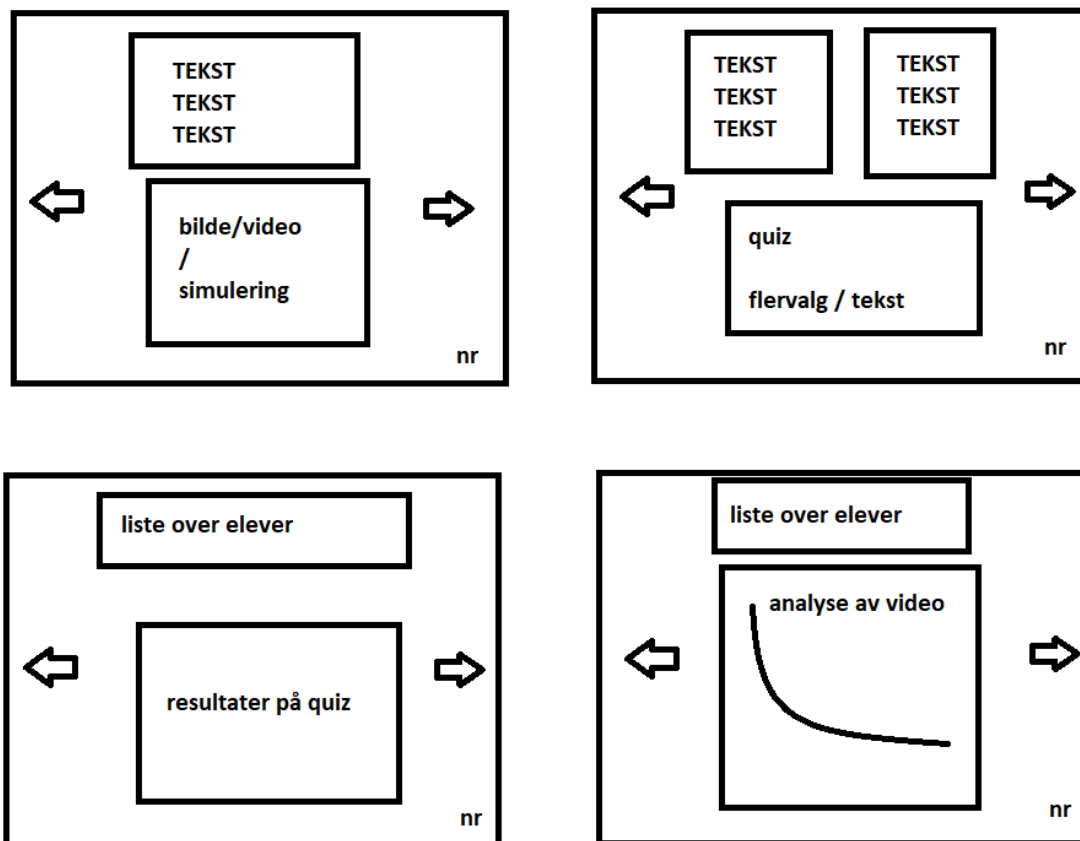 TEKST
TEKST
TEKST
bilde/video
/
simulering
nr
TEKST
TEKST
TEKST
TEKST
TEKST
TEKST
quiz
flervalg / tekst
nr
liste over elever
resultater på quiz
nr
liste over elever
analyse av video
nr